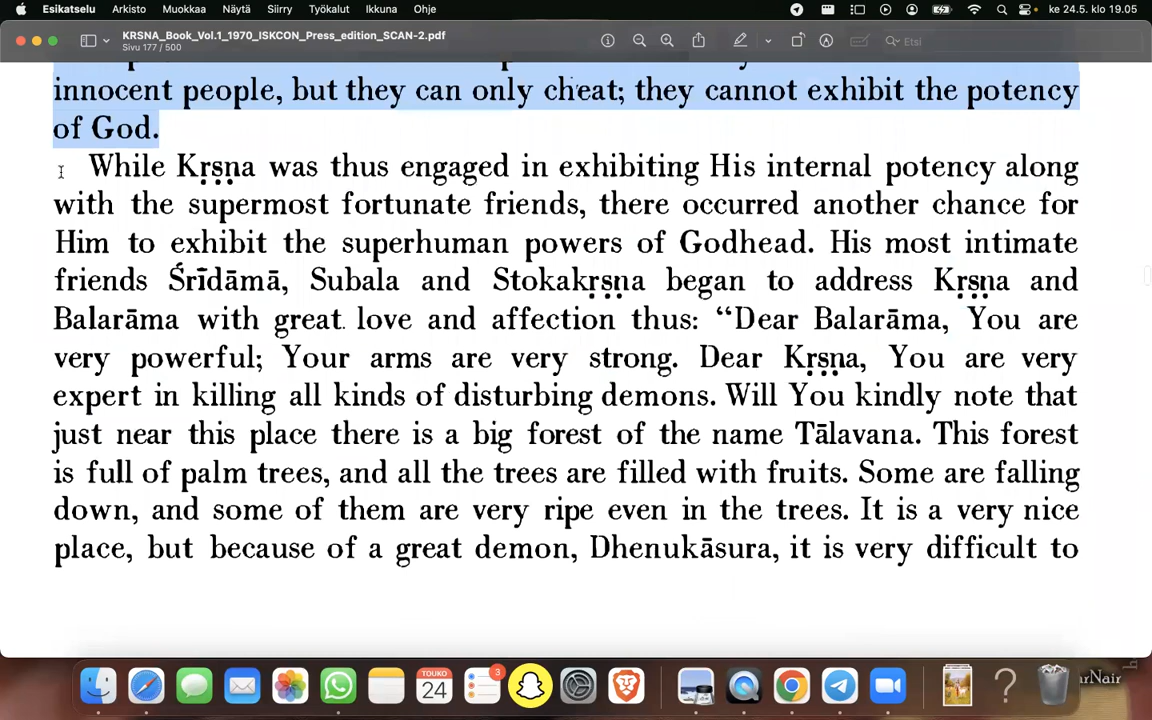 Esikatselu Arkisto Muokkaa Näytä Siirry Työkalut Ikkuna Ohje ke 24.5. klo 19.05
KRSNA_Book_Vol.1_1970_ISKCON_Press_edition_SCAN-2.pdf
Sivu 177 / 500
Etsi
innocent people, but they can only cheat; they cannot exhibit the potency
of God.
While Kṛṣṇa was thus engaged in exhibiting His internal potency along
with the supermost fortunate friends, there occurred another chance for
Him to exhibit the superhuman powers of Godhead. His most intimate
friends Śrīdāmā, Subala and Stokakṛṣṇa began to address Kṛṣṇa and
Balarāma with great love and affection thus: “Dear Balarāma, You are
very powerful; Your arms are very strong. Dear Kṛṣṇa, You are very
expert in killing all kinds of disturbing demons. Will You kindly note that
just near this place there is a big forest of the name Tālavana. This forest
is full of palm trees, and all the trees are filled with fruits. Some are falling
down, and some of them are very ripe even in the trees. It is a very nice
place, but because of a great demon, Dhenukāsura, it is very difficult to
TOUKO
24
3
arNair